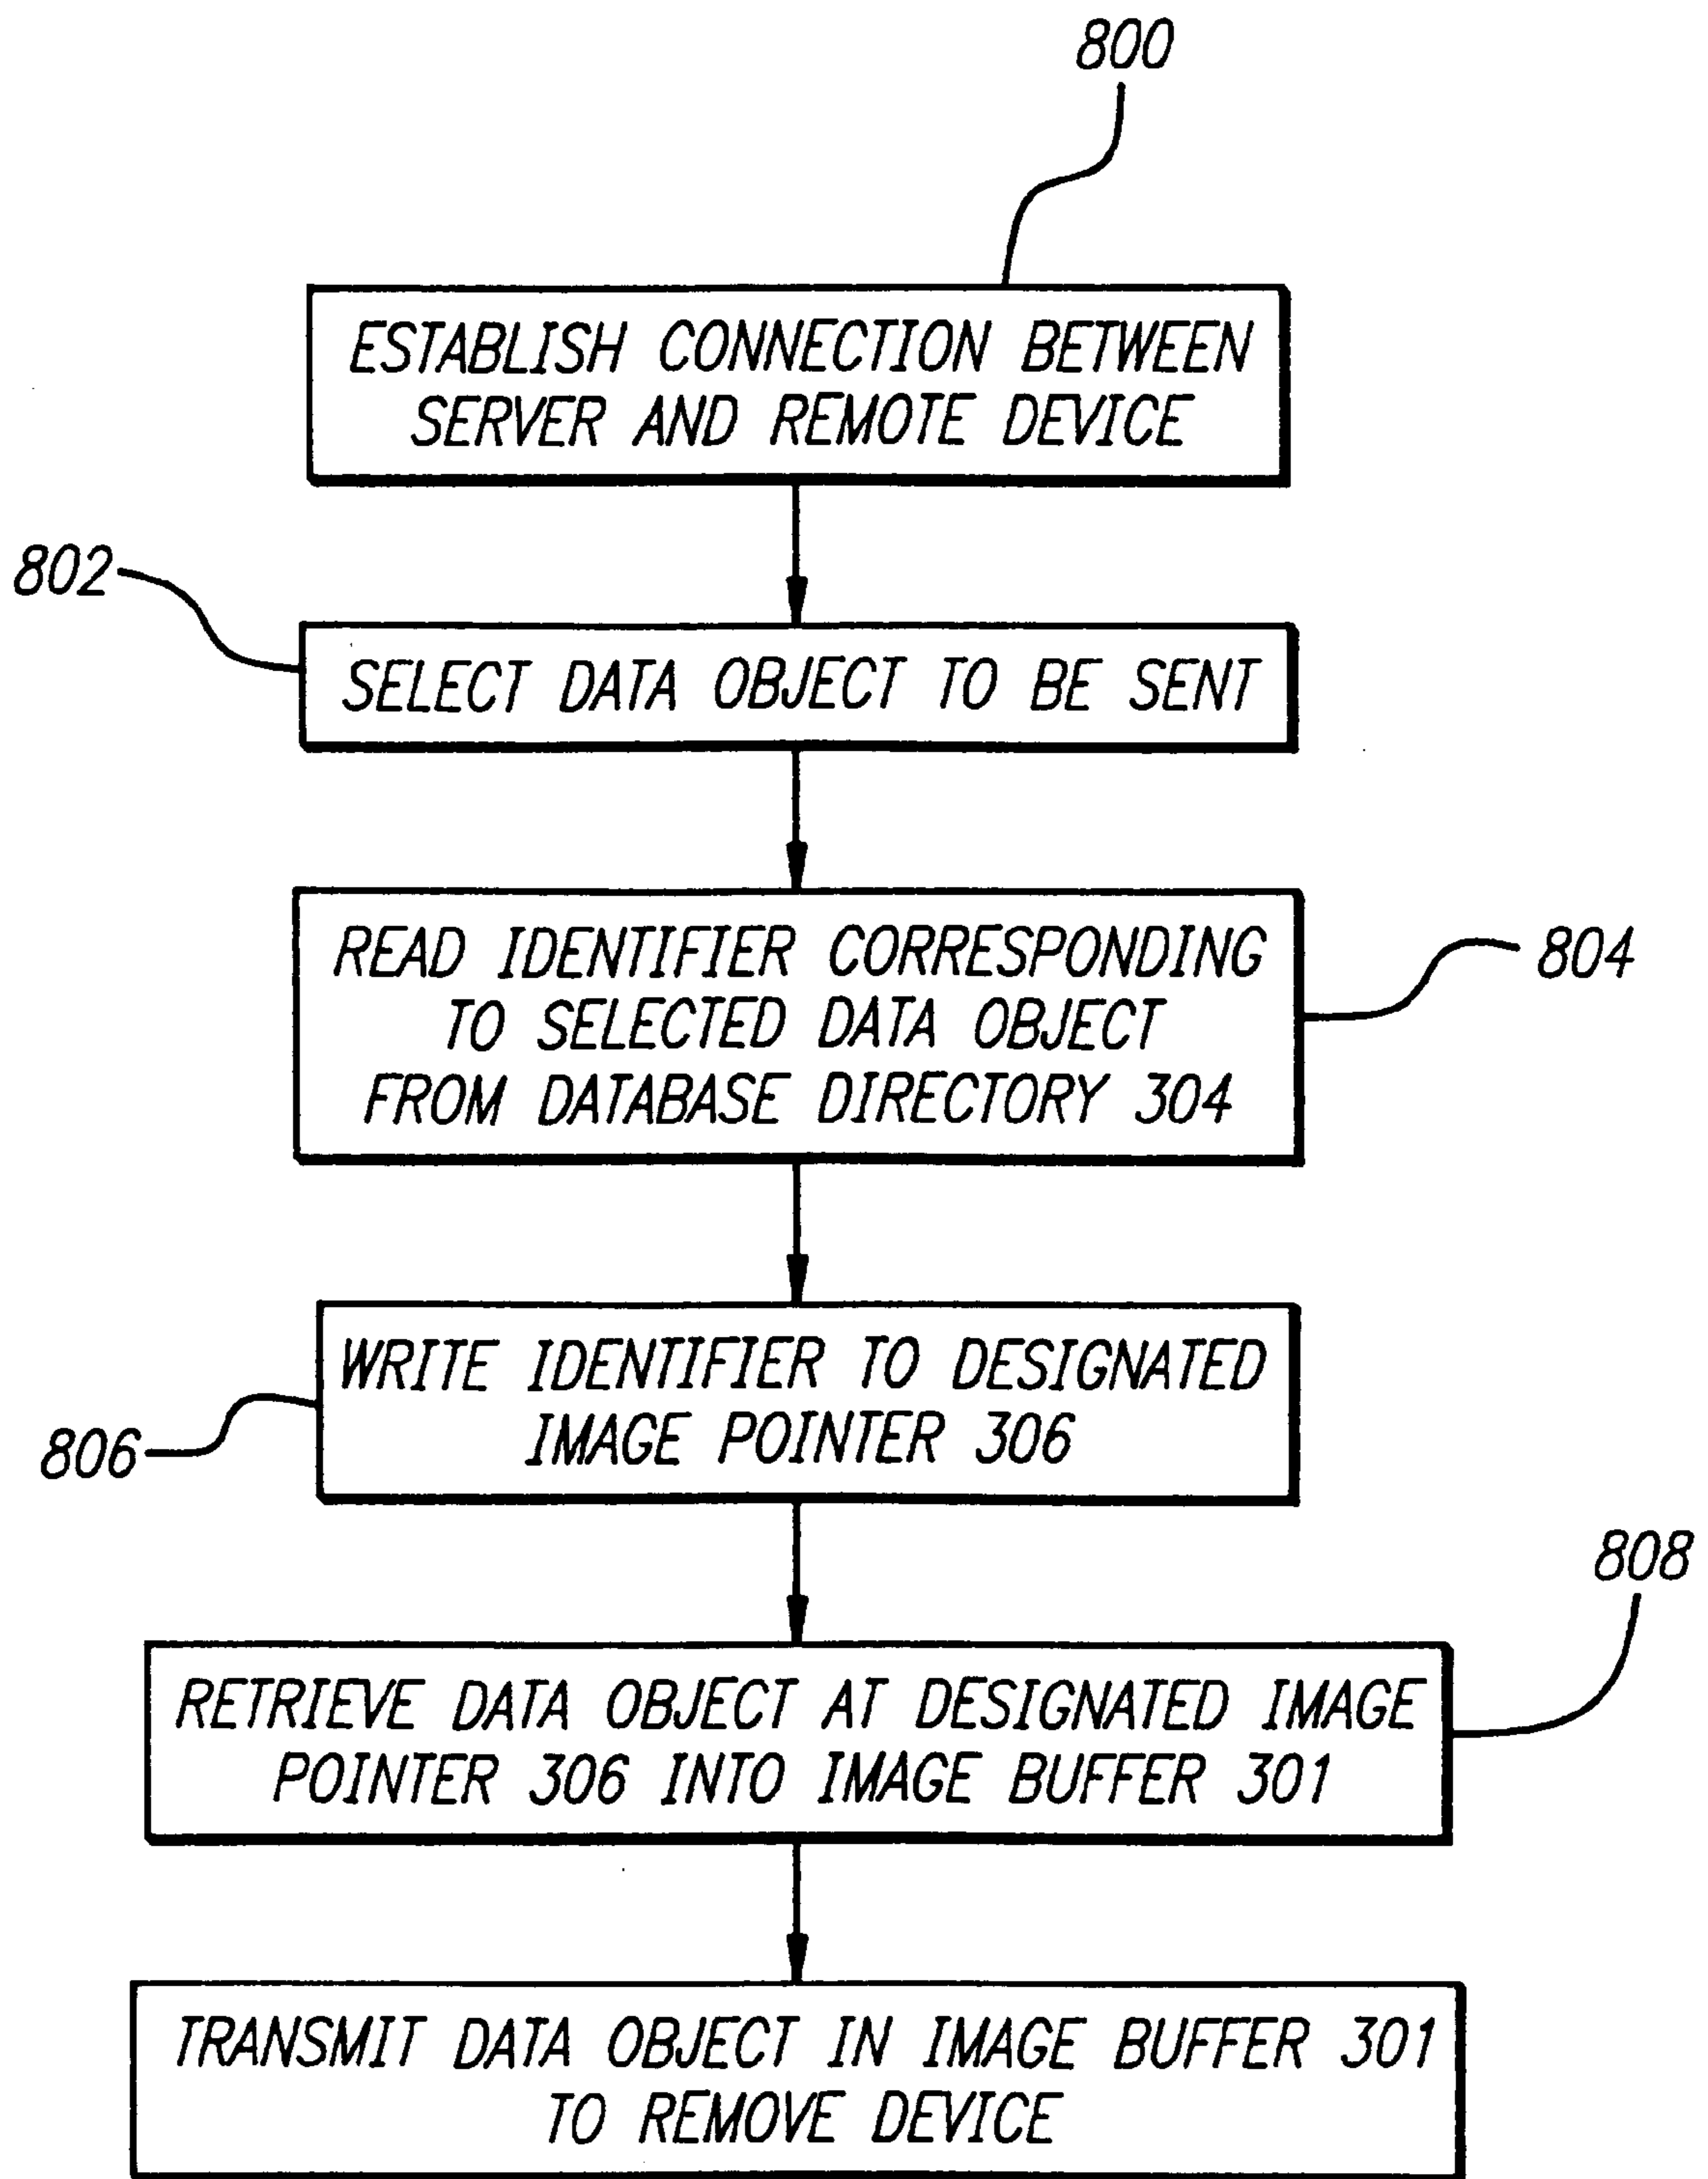 800
ESTABLISH CONNECTION BETWEEN
SERVER AND REMOTE DEVICE
802
SELECT DATA OBJECT TO BE SENT
READ IDENTIFIER CORRESPONDING
TO SELECTED DATA OBJECT
FROM DATABASE DIRECTORY 304
804
WRITE IDENTIFIER TO DESIGNATED
IMAGE POINTER 306
806
808
RETRIEVE DATA OBJECT AT DESIGNATED IMAGE
POINTER 306 INTO IMAGE BUFFER 301
TRANSMIT DATA OBJECT IN IMAGE BUFFER 301
TO REMOVE DEVICE